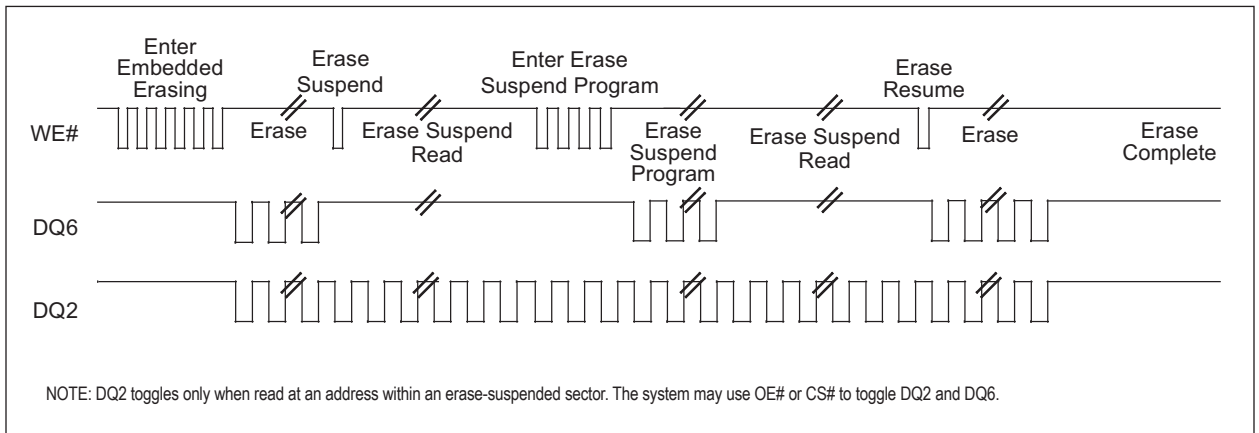 Enter
Embedded
Erasing
Erase
Suspend
Enter Erase
Suspend Program
Erase
Resume
WE#
Erase
Erase Suspend
Read
Erase
Suspend
Program
Erase Suspend
Read
Erase
Erase
Complete
DQ6
DQ2
NOTE: DQ2 toggles only when read at an address within an erase-suspended sector. The system may use OE# or CS# to toggle DQ2 and DQ6.